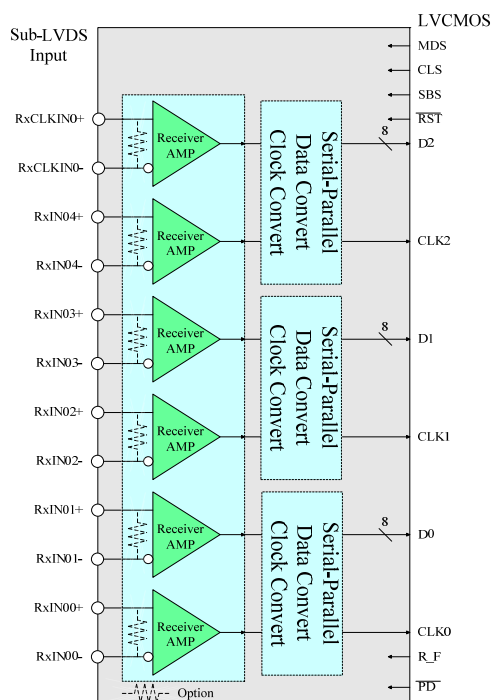 Sub-LVDS
Input
LVCMOS
MDS
CLS
SBS
RST
RxCLKIN0+
RxCLKIN0-
Receiver
AMP
Serial-Parallel
Data Convert
Clock Convert
8
D2
RxIN04+
RxIN04-
Receiver
AMP
CLK2
RxIN03+
RxIN03-
Receiver
AMP
Serial-Parallel
Data Convert
Clock Convert
8
D1
RxIN02+
RxIN02-
Receiver
AMP
CLK1
RxIN01+
RxIN01-
Receiver
AMP
Serial-Parallel
Data Convert
Clock Convert
8
D0
RxIN00+
RxIN00-
Receiver
AMP
CLK0
R_F
PD
Option